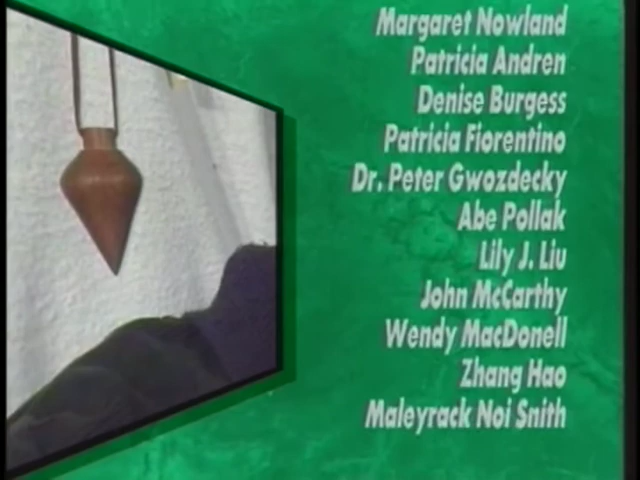 Margaret Nowland
Patricia Andren
Denise Burgess
Patricia Fiorentino
Dr. Peter Gwozdecky
Abe Pollak
Lily J. Liu
John McCarthy
Wendy MacDonell
Zhang Hao
Maleyrack Noi Snith